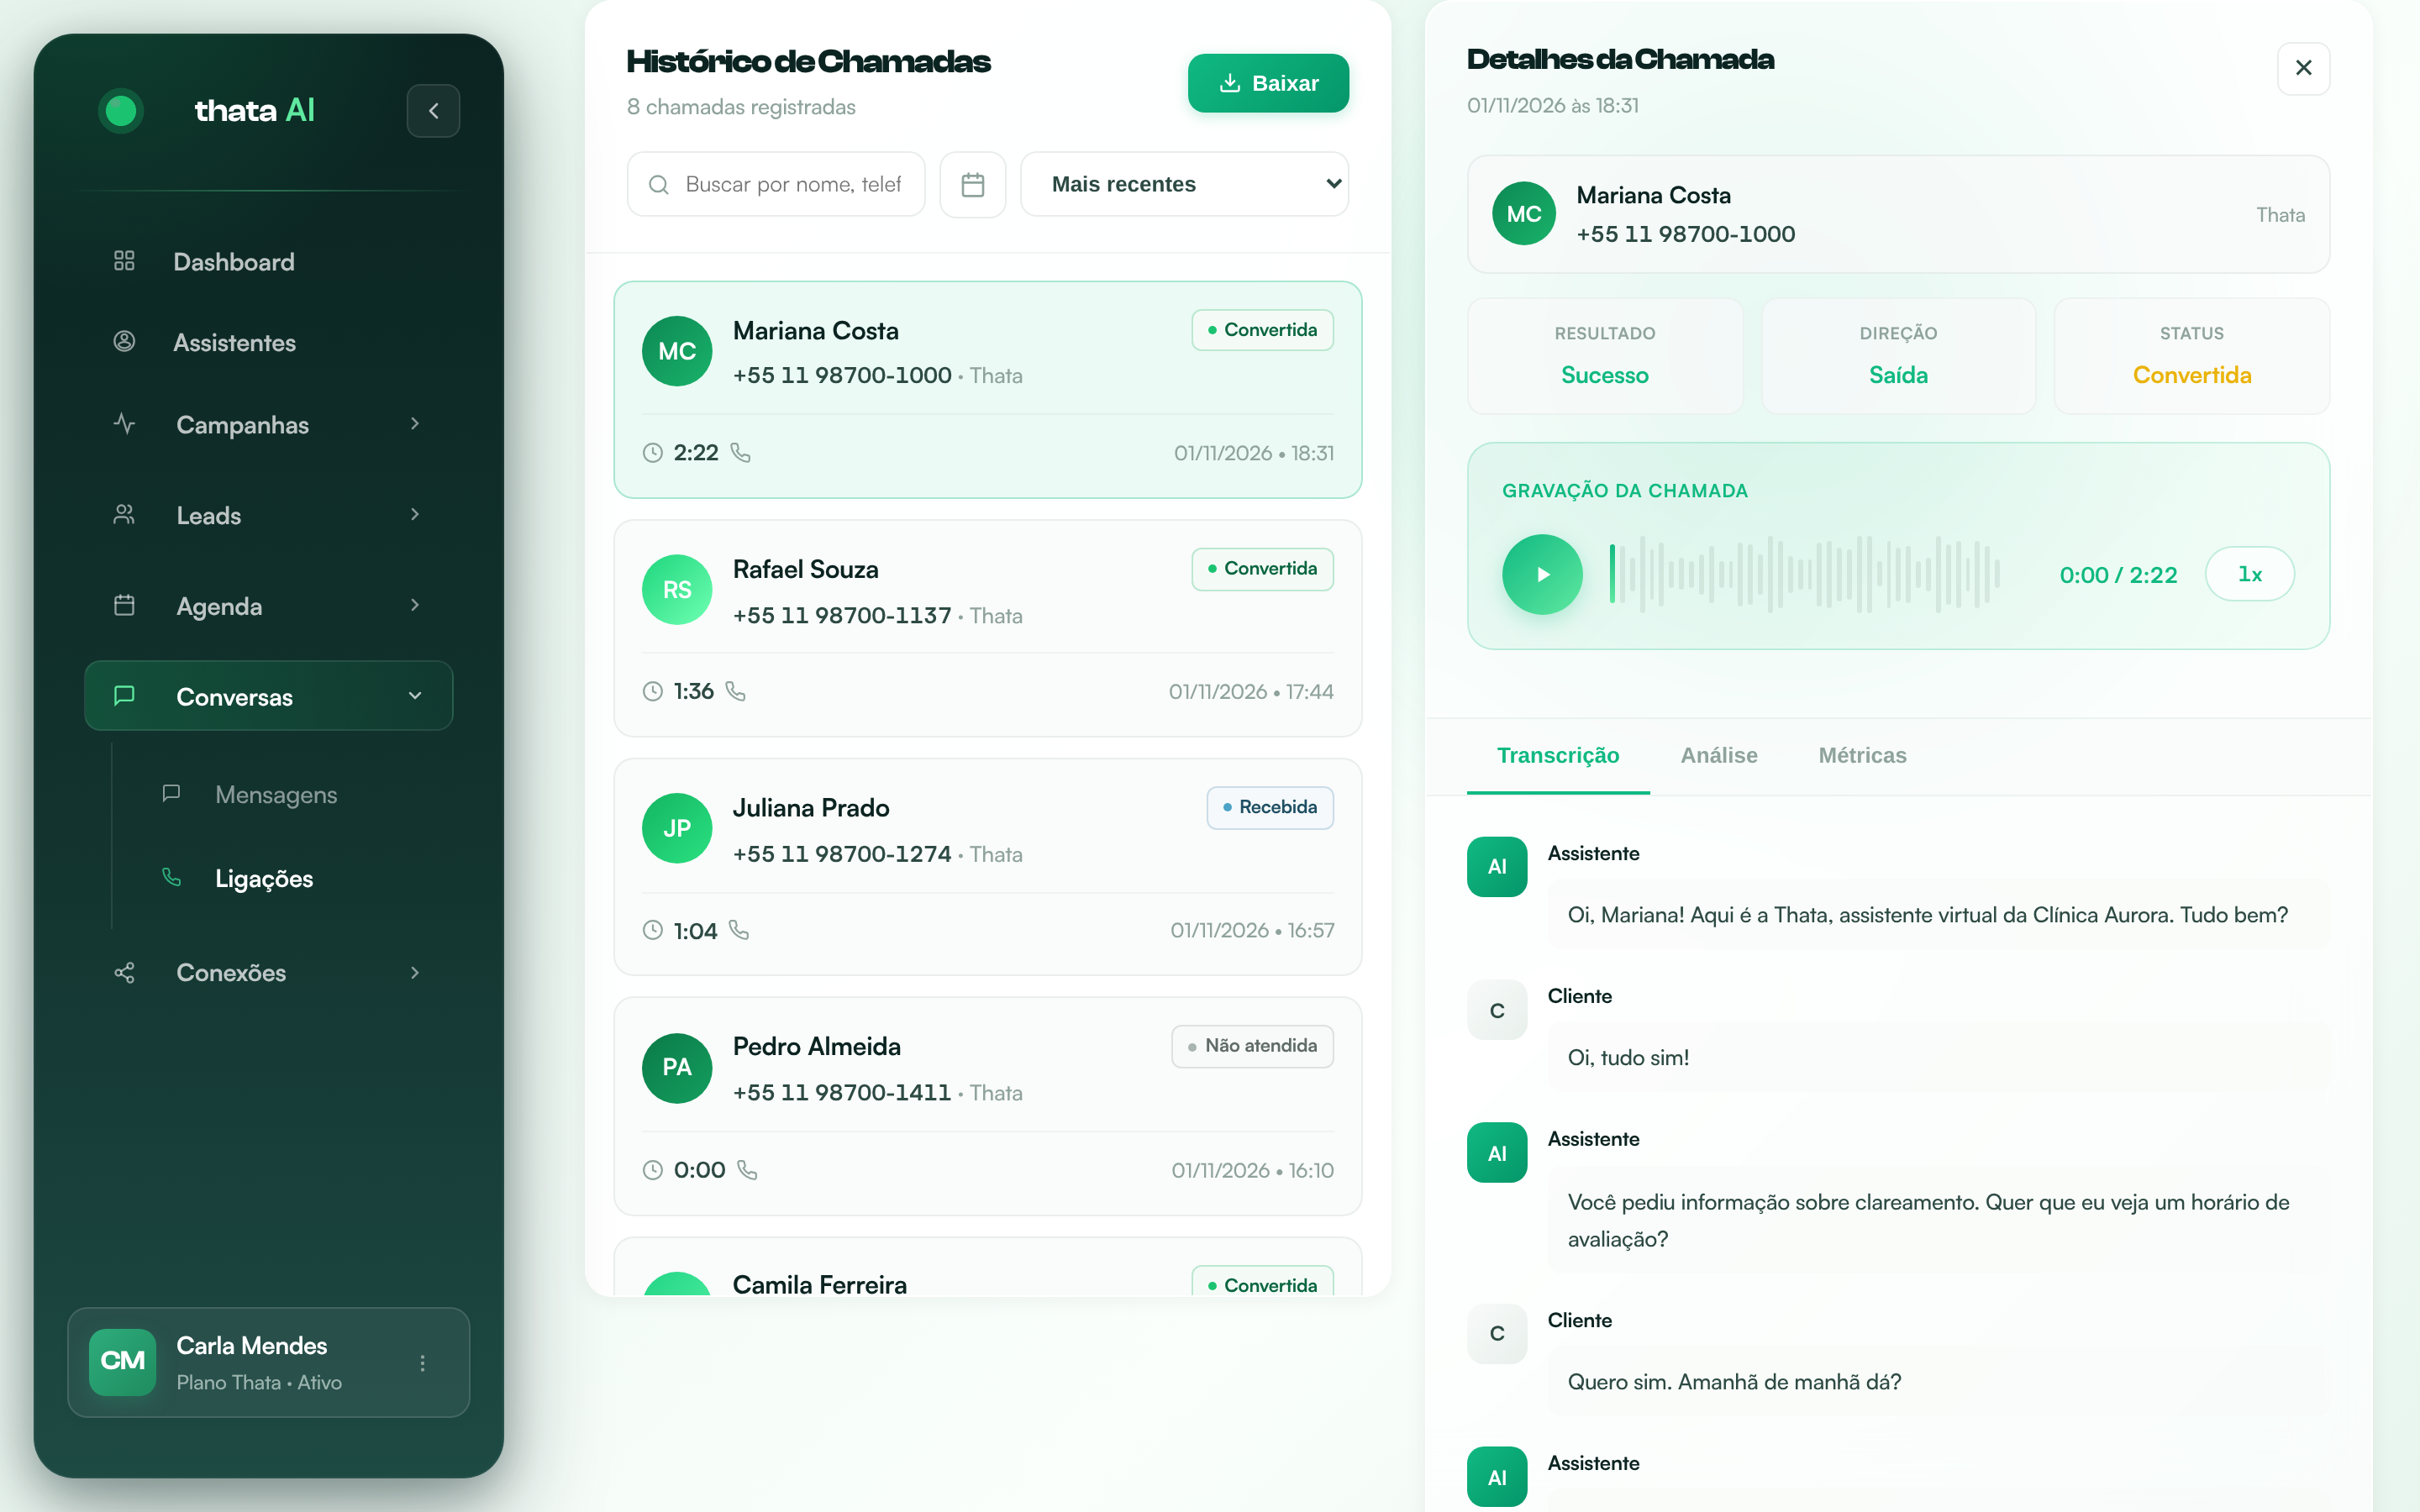 thata AI
Dashboard
Assistentes
Campanhas
Leads
Agenda
Conversas
Mensagens
Ligações
Conexões
CM
Carla Mendes
Plano Thata · Ativo
Histórico de Chamadas
8 chamadas registradas
Baixar
Buscar por nome, telef
Mais recentes
MC
Mariana Costa
Convertida
+55 11 98700-1000 · Thata
2:22
01/11/2026 • 18:31
RS
Rafael Souza
Convertida
+55 11 98700-1137 · Thata
1:36
01/11/2026 • 17:44
JP
Juliana Prado
Recebida
+55 11 98700-1274 · Thata
1:04
01/11/2026 • 16:57
PA
Pedro Almeida
Não atendida
+55 11 98700-1411 · Thata
0:00
01/11/2026 • 16:10
Camila Ferreira
Convertida
Detalhes da Chamada
01/11/2026 às 18:31
MC
Mariana Costa
+55 11 98700-1000
Thata
RESULTADO
Sucesso
DIREÇÃO
Saída
STATUS
Convertida
GRAVAÇÃO DA CHAMADA
0:00 / 2:22
1x
Transcrição
Análise
Métricas
AI
Assistente
Oi, Mariana! Aqui é a Thata, assistente virtual da Clínica Aurora. Tudo bem?
C
Cliente
Oi, tudo sim!
AI
Assistente
Você pediu informação sobre clareamento. Quer que eu veja um horário de
avaliação?
C
Cliente
Quero sim. Amanhã de manhã dá?
AI
Assistente